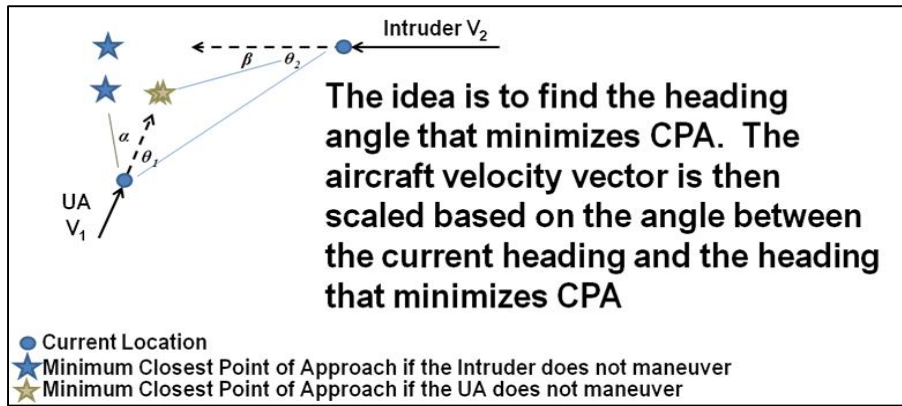 Intruder V2
β θ2
The idea is to find the heading
angle that minimizes CPA. The
aircraft velocity vector is then
scaled based on the angle between
the current heading and the heading
that minimizes CPA
α
θ1
UA
V1
Current Location
Minimum Closest Point of Approach if the Intruder does not maneuver
Minimum Closest Point of Approach if the UA does not maneuver